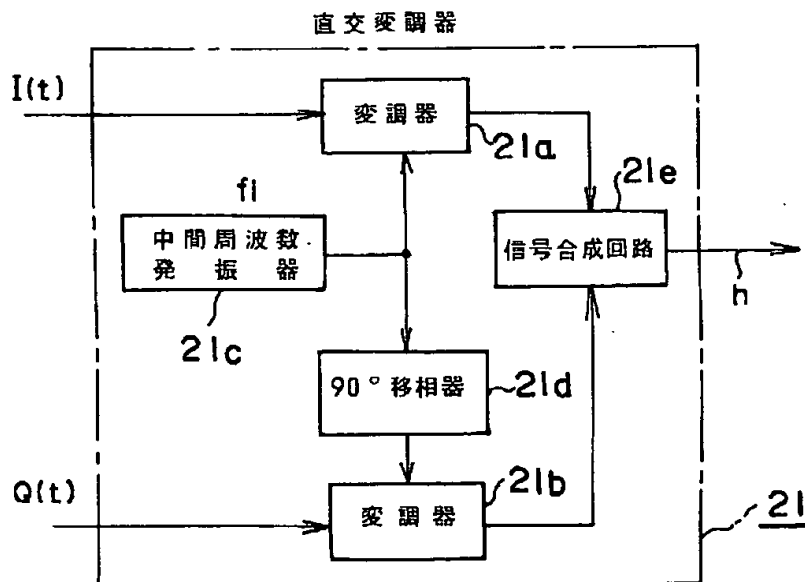 直交変調器
I(t)
変調器
21a
fi
21e
中間周波数
発振器
信号合成回路
h
21c
90°移相器
21d
Q(t)
21b
変調器
21